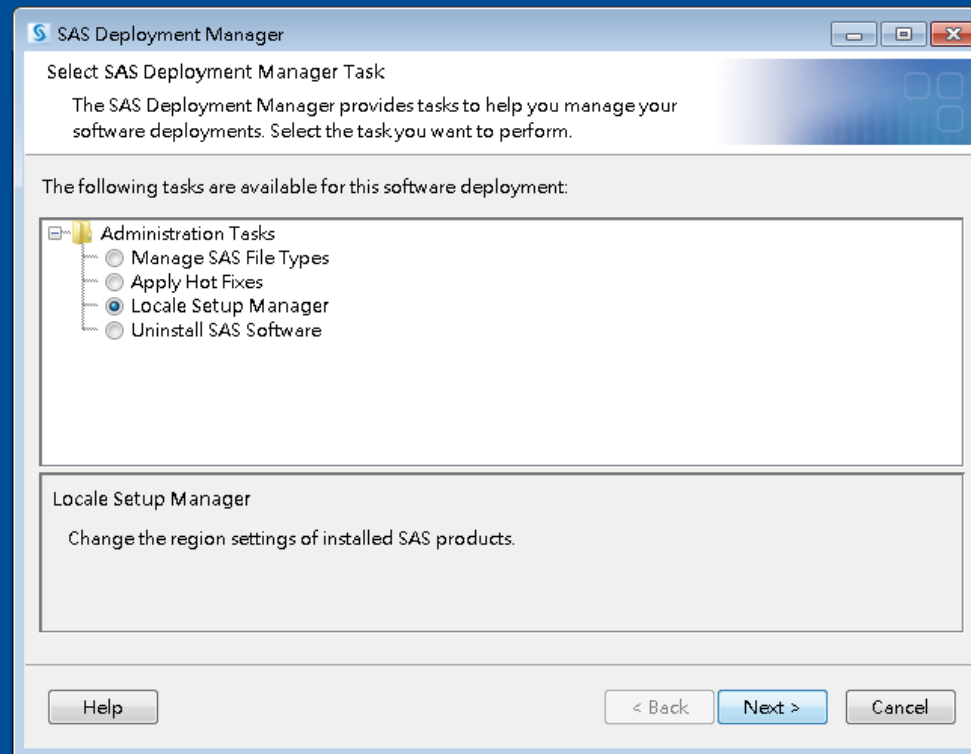 SAS Deployment Manager
Select SAS Deployment Manager Task
The SAS Deployment Manager provides tasks to help you manage your
software deployments. Select the task you want to perform.
The following tasks are available for this software deployment:
Administration Tasks
Manage SAS File Types
Apply Hot Fixes
Locale Setup Manager
Uninstall SAS Software
Locale Setup Manager
Change the region settings of installed SAS products.
Help
< Back
Next >
Cancel